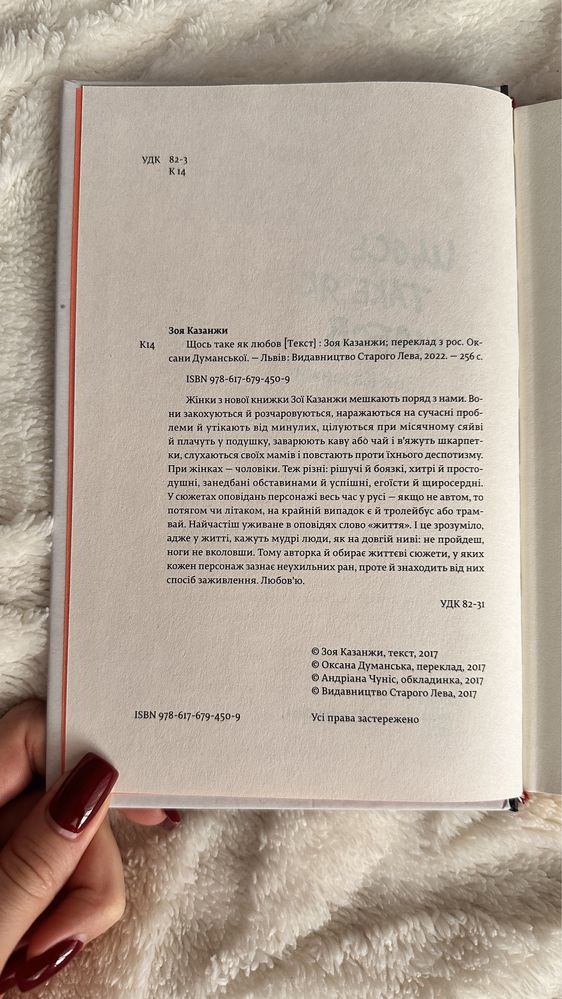 УДК 82-3
К 14
ЩОСЬ
ТАКЕ ЯК
Зоя Казанжи
К14 Щось таке як любов [Текст] : Зоя Казанжи; переклад з рос. Ок-
сани Думанської. — Львів: Видавництво Старого Лева, 2022. — 256 с.
ISBN 978-617-679-450-9
Жінки з нової книжки Зої Казанжи мешкають поряд з нами. Во-
ни закохуються й розчаровуються, наражаються на сучасні проб-
леми й утікають від минулих, цілуються при місячному сяйві
й плачуть у подушку, заварюють каву або чай і в'яжуть шкарпет-
ки, слухаються своїх мамів і повстають проти їхнього деспотизму.
При жінках — чоловіки. Теж різні: рішучі й боязкі, хитрі й просто-
душні, занедбані обставинами й успішні, егоїсти й щиросердні.
У сюжетах оповідань персонажі весь час у русі — якщо не автом, то
потягом чи літаком, на крайній випадок є й тролейбус або трам-
вай. Найчастіш уживане в оповідях слово «життя». І це зрозуміло,
адже у житті, кажуть мудрі люди, як на довгій ниві: не пройдеш,
ноги не вколовши. Тому авторка й обирає життєві сюжети, у яких
кожен персонаж зазнає неухильних ран, проте й знаходить від них
спосіб заживлення. Любов'ю.
УДК 82-31
© Зоя Казанжи, текст, 2017
© Оксана Думанська, переклад, 2017
© Андріана Чуніс, обкладинка, 2017
© Видавництво Старого Лева, 2017
ISBN 978-617-679-450-9 Усі права застережено